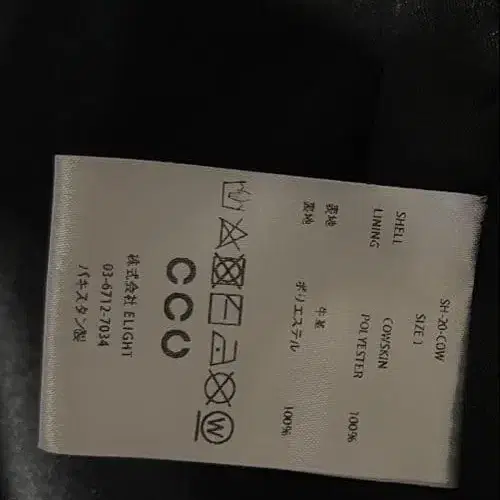 SH-20-COW
SIZE 1
SHELL COWSKIN 100%
LINING POLYESTER
表地 牛革
裏地 ポリエステル 100%
W
CCU
株式会社 ELIGHT
03-6712-7034
パキスタン製